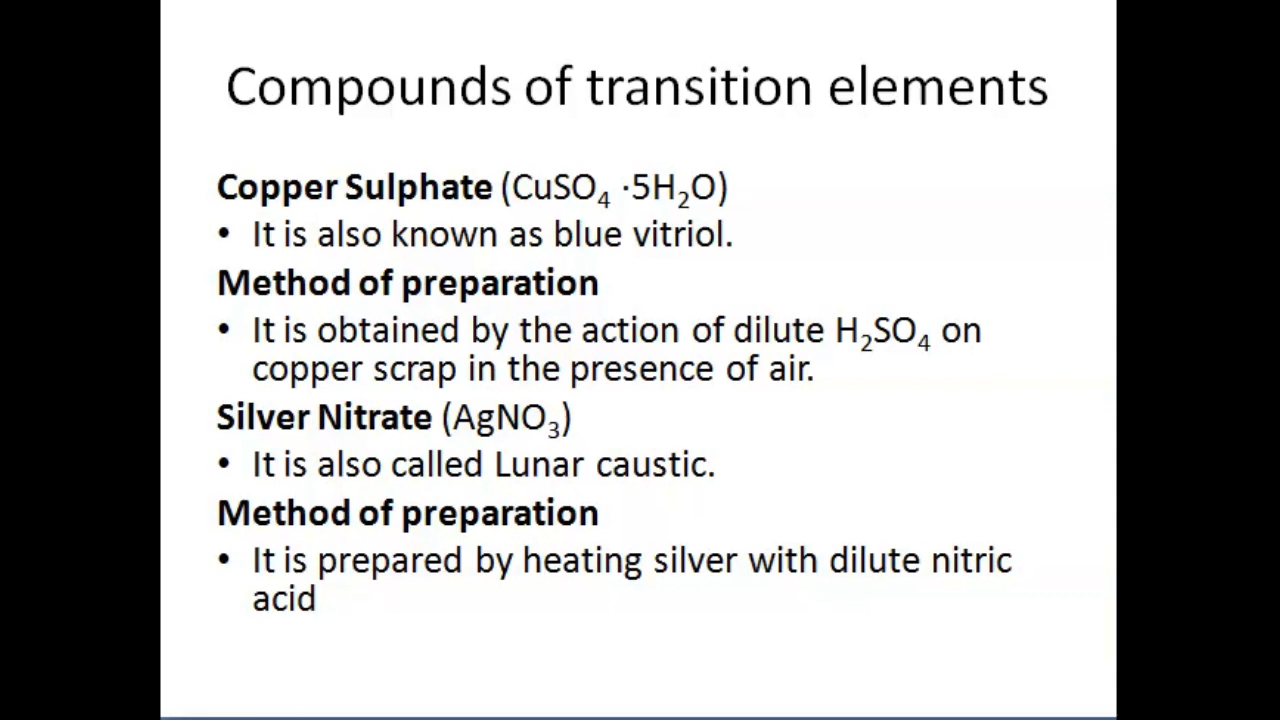 Compounds of transition elements
Copper Sulphate (CuSO₄ ·5H₂O)
• It is also known as blue vitriol.
Method of preparation
• It is obtained by the action of dilute H₂SO₄ on
copper scrap in the presence of air.
Silver Nitrate (AgNO₃)
• It is also called Lunar caustic.
Method of preparation
• It is prepared by heating silver with dilute nitric
acid